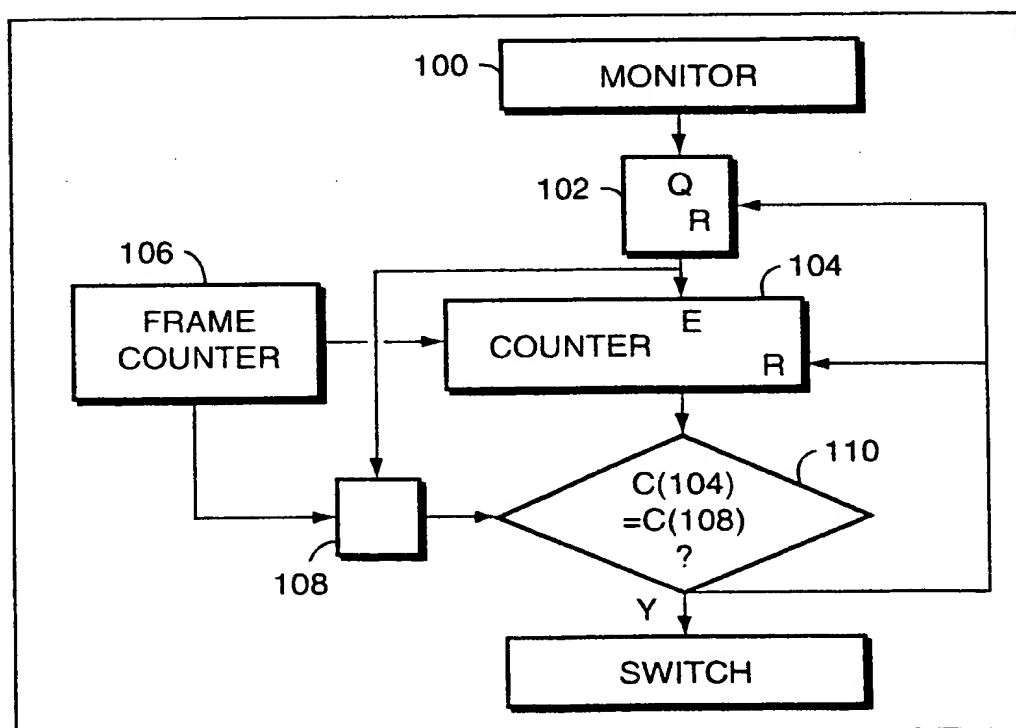 100
MONITOR
102
Q
R
106
104
FRAME
COUNTER
E
COUNTER
R
110
C(104)
=C(108)
?
108
Y
SWITCH